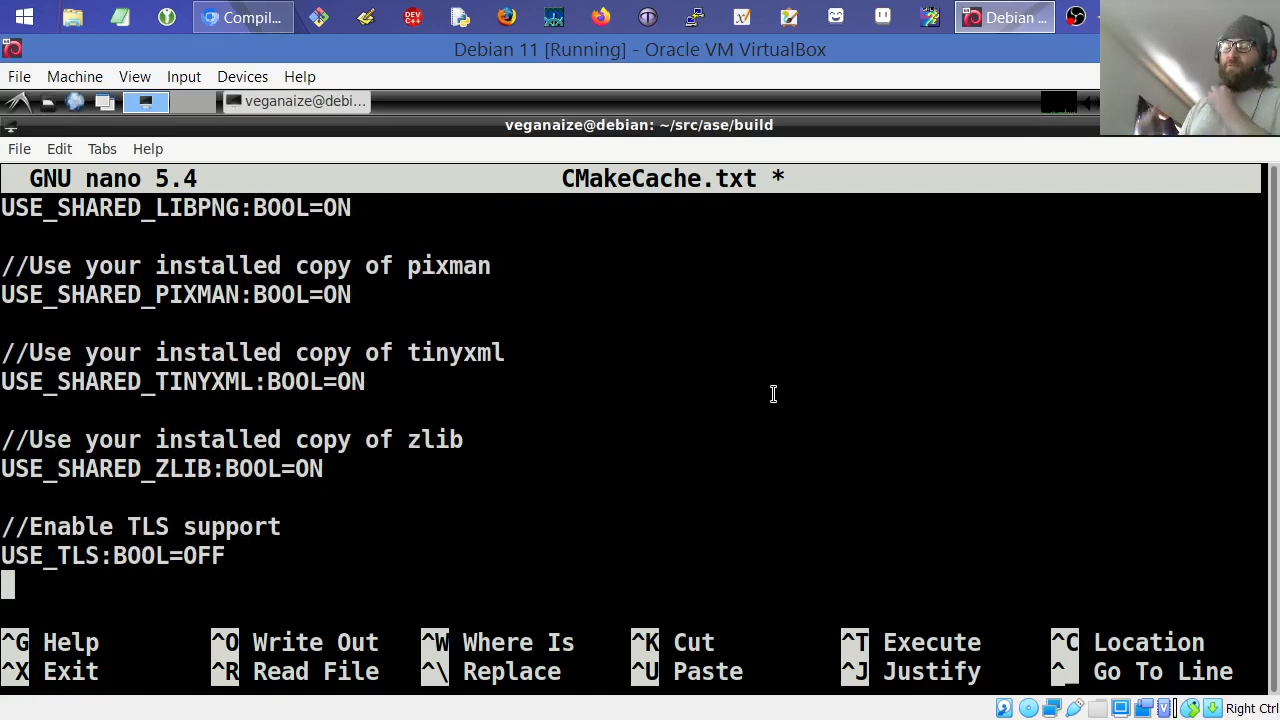 Compil...
DEV C++
Debian ...
Debian 11 [Running] - Oracle VM VirtualBox
File Machine View Input Devices Help
veganaize@debi...
veganaize@debian: ~/src/ase/build
File Edit Tabs Help
GNU nano 5.4 CMakeCache.txt *
USE_SHARED_LIBPNG:BOOL=ON
//Use your installed copy of pixman
USE_SHARED_PIXMAN:BOOL=ON
//Use your installed copy of tinyxml
USE_SHARED_TINYXML:BOOL=ON
//Use your installed copy of zlib
USE_SHARED_ZLIB:BOOL=ON
//Enable TLS support
USE_TLS:BOOL=OFF
^G Help ^O Write Out ^W Where Is ^K Cut ^T Execute ^C Location
^X Exit ^R Read File ^\ Replace ^U Paste ^J Justify ^_ Go To Line
Right Ctrl